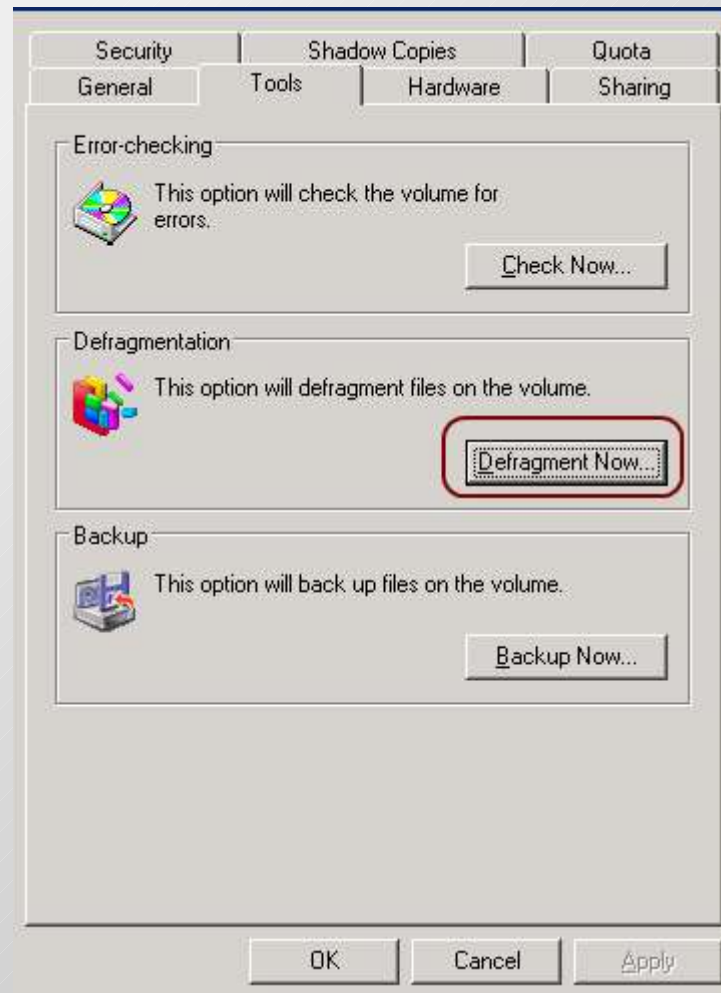 Security Shadow Copies Quota
General Tools Hardware Sharing
Error-checking
This option will check the volume for
errors.
Check Now...
Defragmentation
This option will defragment files on the volume.
Defragment Now...
Backup
This option will back up files on the volume.
Backup Now...
OK Cancel Apply